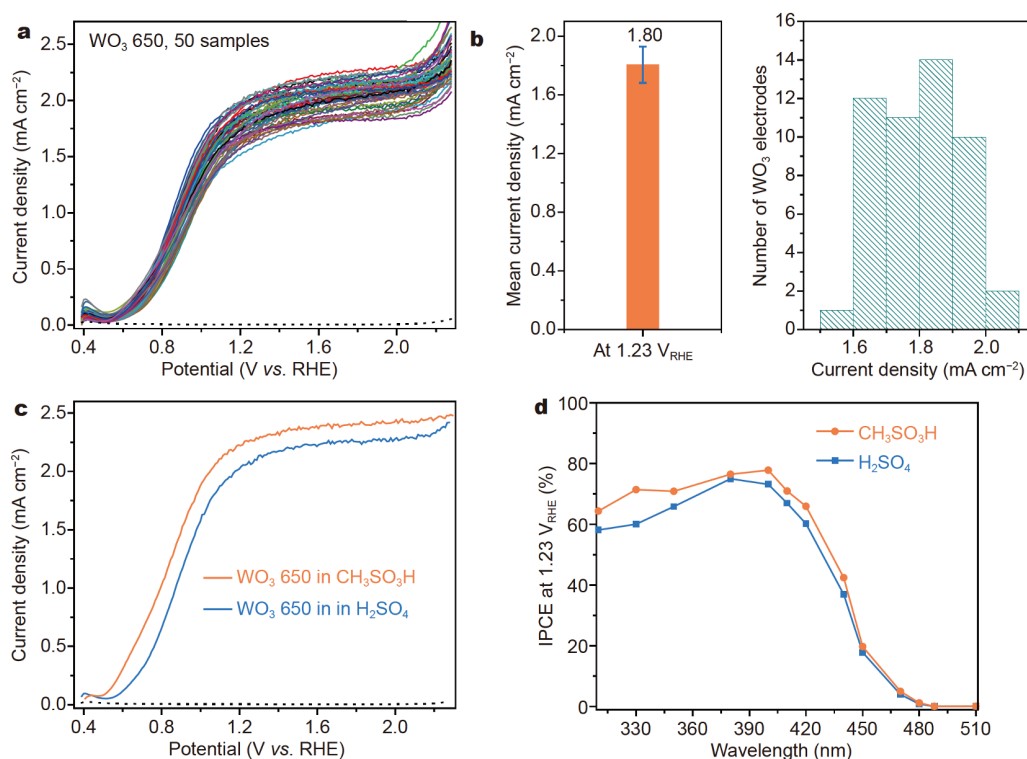 a
WO₃ 650, 50 samples
2.5
2.0
1.5
1.0
0.5
0.0
0.4 0.8 1.2 1.6 2.0
Current density (mA cm⁻²)
Potential (V vs. RHE)
b
2.0
1.6
1.2
0.8
0.4
0.0
1.80
Mean current density (mA cm⁻²)
At 1.23 V_RHE
16
14
12
10
8
6
4
2
0
1.6 1.8 2.0
Number of WO₃ electrodes
Current density (mA cm⁻²)
c
2.5
2.0
1.5
1.0
0.5
0.0
0.4 0.8 1.2 1.6 2.0
Current density (mA cm⁻²)
WO₃ 650 in CH₃SO₃H
WO₃ 650 in in H₂SO₄
Potential (V vs. RHE)
d
100
80
60
40
20
0
330 360 390 420 450 480 510
IPCE at 1.23 V_RHE (%)
CH₃SO₃H
H₂SO₄
Wavelength (nm)